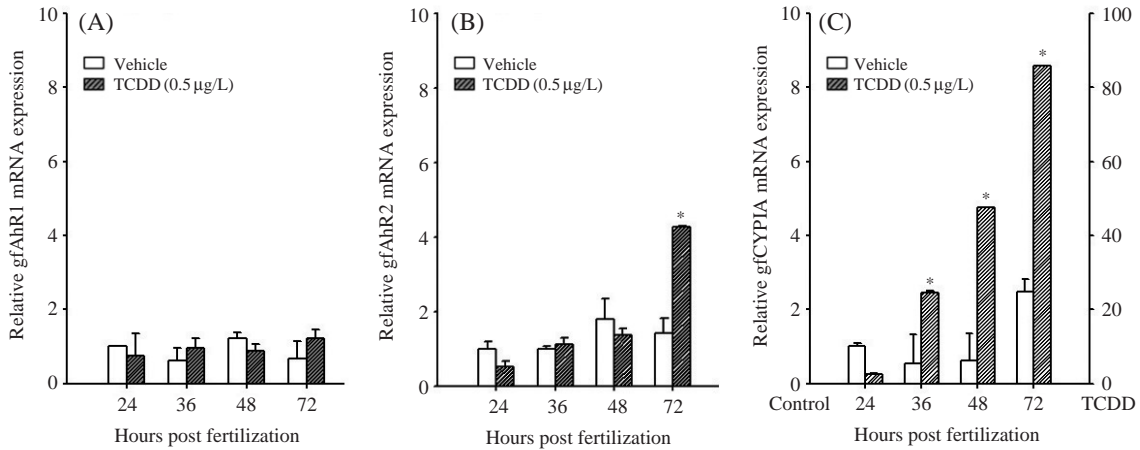 (A)
Vehicle
TCDD (0.5 μg/L)
Relative gfAhR1 mRNA expression
10
8
6
4
2
0
24 36 48 72
Hours post fertilization
(B)
Vehicle
TCDD (0.5 μg/L)
Relative gfAhR2 mRNA expression
10
8
6
4
2
0
*
24 36 48 72
Hours post fertilization
(C)
Vehicle
TCDD (0.5 μg/L)
Relative gfCYPIA mRNA expression
10
8
6
4
2
0
* * *
100
80
60
40
20
0
Control 24 36 48 72 TCDD
Hours post fertilization